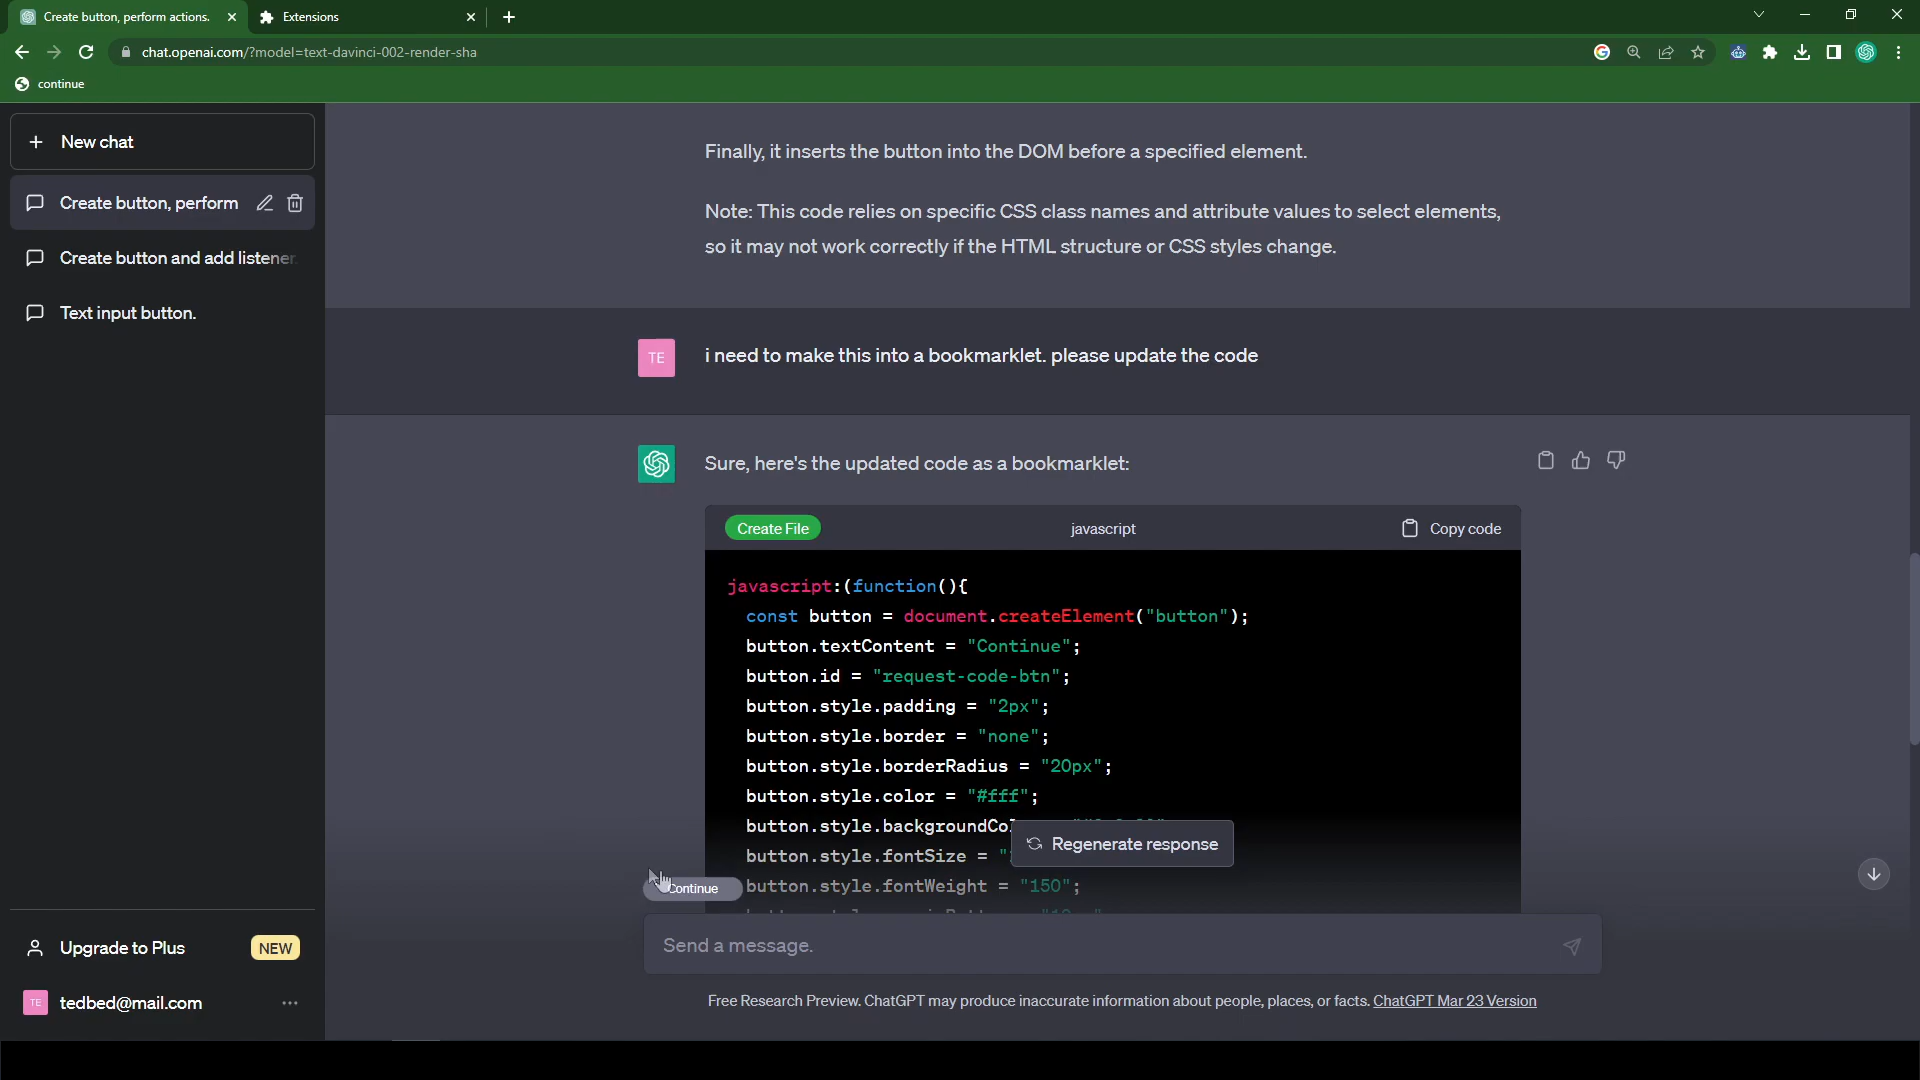 Create button, perform actions.
Extensions
chat.openai.com/?model=text-davinci-002-render-sha
continue
New chat
Create button, perform
Create button and add listener.
Text input button.
Finally, it inserts the button into the DOM before a specified element.
Note: This code relies on specific CSS class names and attribute values to select elements,
so it may not work correctly if the HTML structure or CSS styles change.
TE
i need to make this into a bookmarklet. please update the code
Sure, here's the updated code as a bookmarklet:
Create File
javascript
Copy code
javascript:(function(){
const button = document.createElement("button");
button.textContent = "Continue";
button.id = "request-code-btn";
button.style.padding = "2px";
button.style.border = "none";
button.style.borderRadius = "20px";
button.style.color = "#fff";
button.style.backgroundCo
button.style.fontSize = "
Regenerate response
Continue
button.style.fontWeight = "150";
Send a message.
Upgrade to Plus
NEW
TE
tedbed@mail.com
Free Research Preview. ChatGPT may produce inaccurate information about people, places, or facts. ChatGPT Mar 23 Version